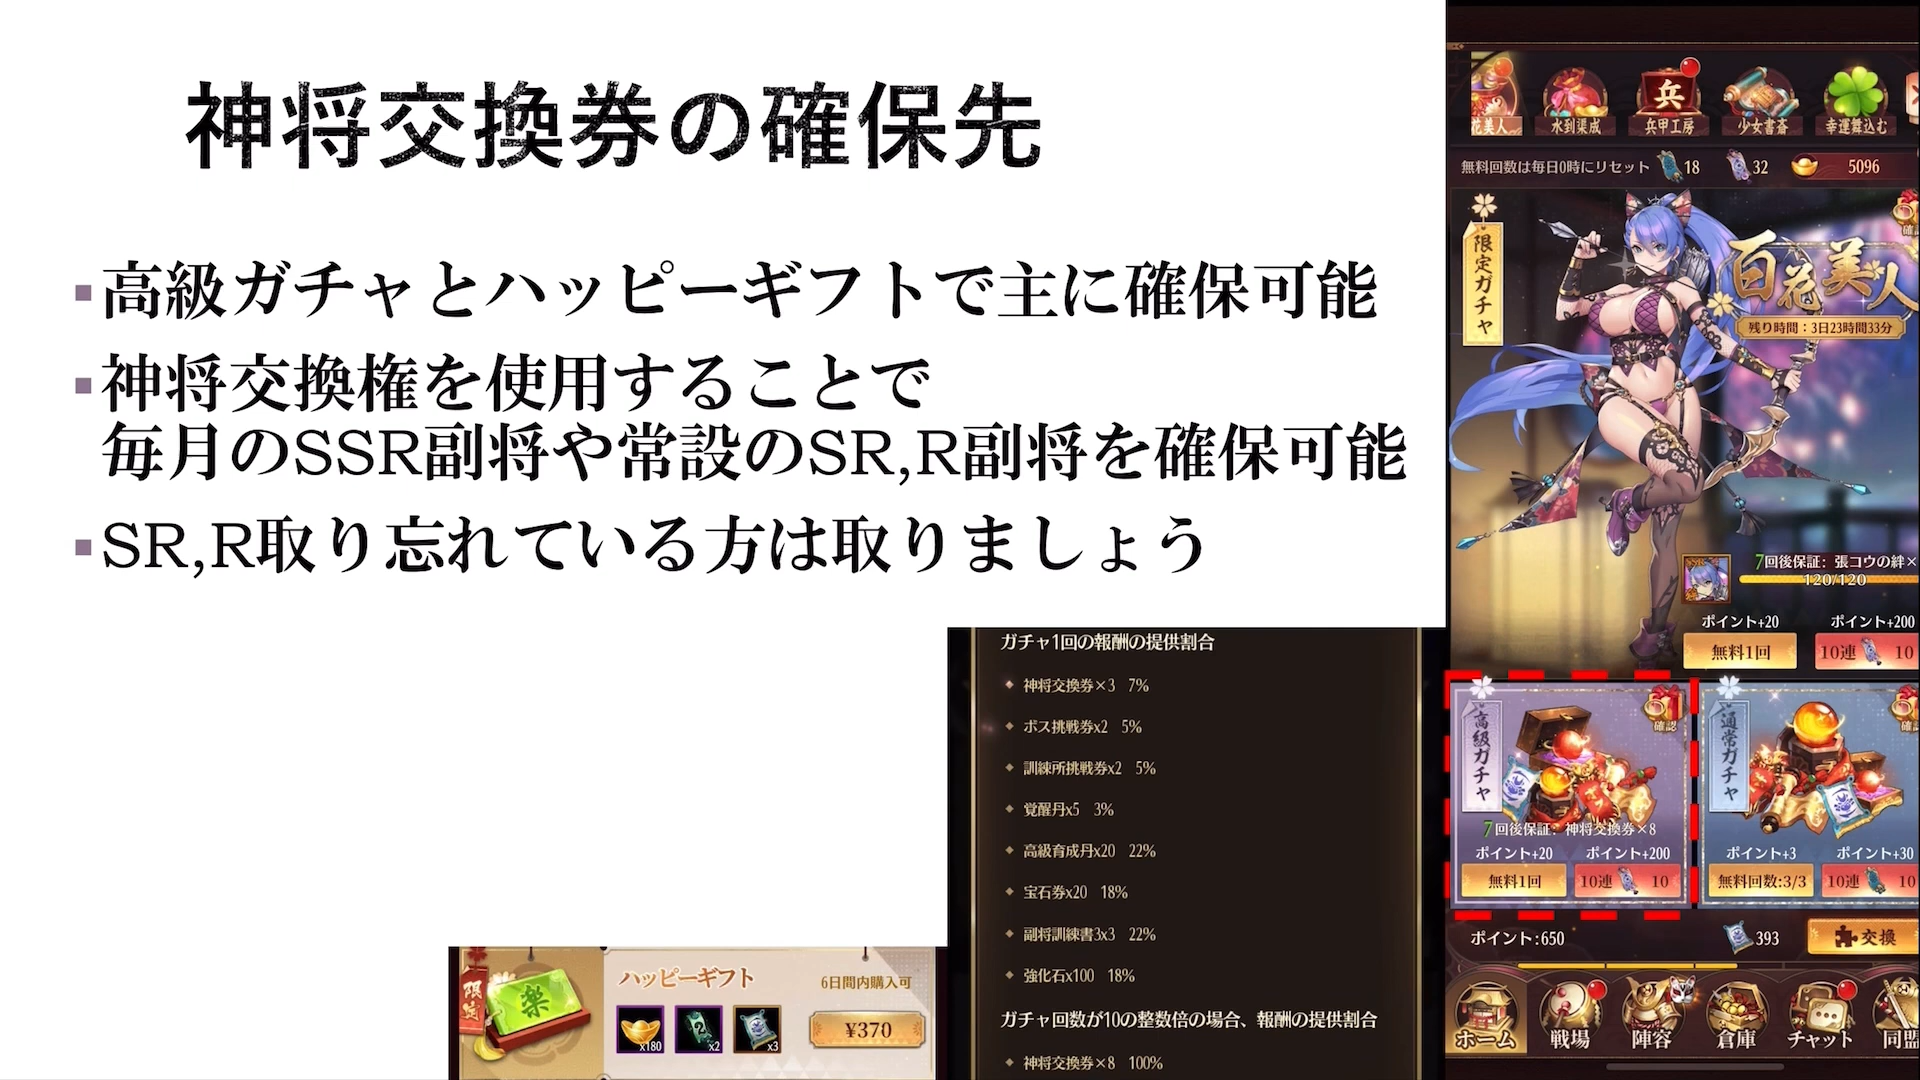 神将交換券の確保先
▪高級ガチャとハッピーギフトで主に確保可能
▪神将交換権を使用することで
毎月のSSR副将や常設のSR,R副将を確保可能
▪SR,R取り忘れている方は取りましょう
限定
楽
ハッピーギフト
6日間内購入可
x180
2
x2
x3
¥370
ガチャ1回の報酬の提供割合
神将交換券×3 7%
ボス挑戦券x2 5%
訓練所挑戦券x2 5%
覚醒丹x5 3%
高級育成丹x20 22%
宝石券x20 18%
副将訓練書3x3 22%
強化石x100 18%
ガチャ回数が10の整数倍の場合、報酬の提供割合
神将交換券×8 100%
花美人
水到渠成
兵
兵甲工房
少女書斎
幸運舞込む
無料回数は毎日0時にリセット
18
32
5096
限定ガチャ
百花美人
残り時間：3日23時間33分
7回後保証：張コウの絆×
120/120
ポイント+20
ポイント+200
無料1回
10連 10
高級ガチャ
確認
7回後保証：神将交換券×8
ポイント+20
ポイント+200
無料1回
10連 10
通常ガチャ
ポイント+3
ポイント+30
無料回数:3/3
10連 10
ポイント:650
393
交換
ホーム
戦場
陣容
倉庫
チャット
同盟